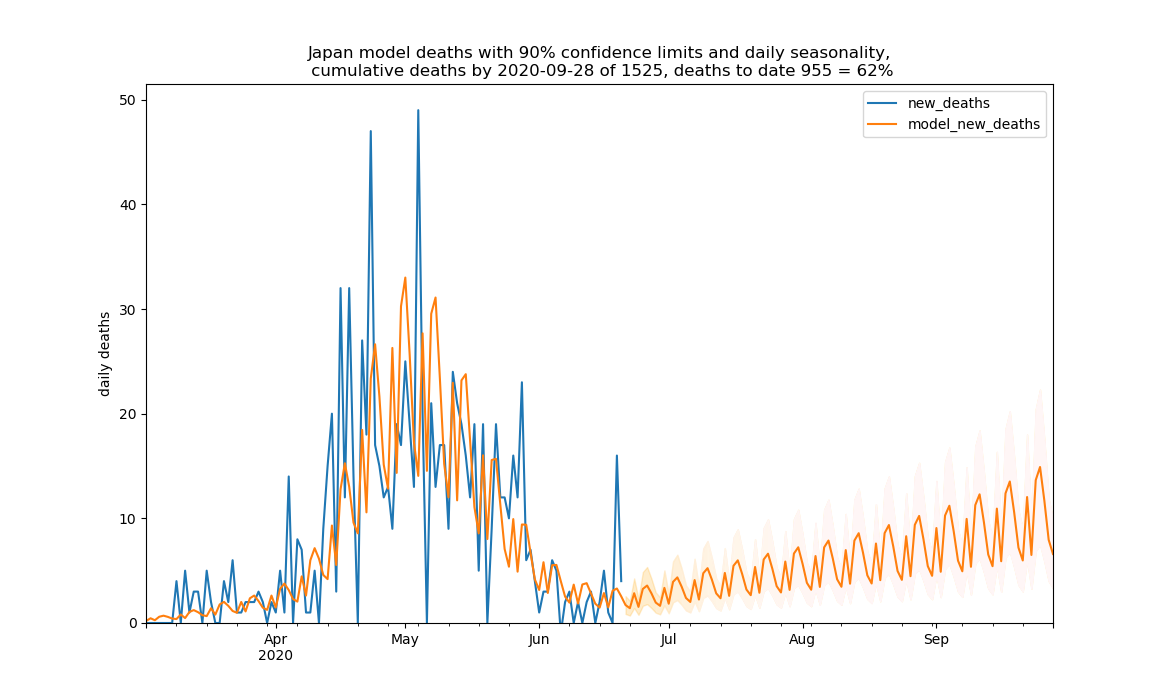 Japan model deaths with 90% confidence limits and daily seasonality,
cumulative deaths by 2020-09-28 of 1525, deaths to date 955 = 62%
new_deaths
model_new_deaths
daily deaths
50
40
30
20
10
0
Apr
2020
May
Jun
Jul
Aug
Sep